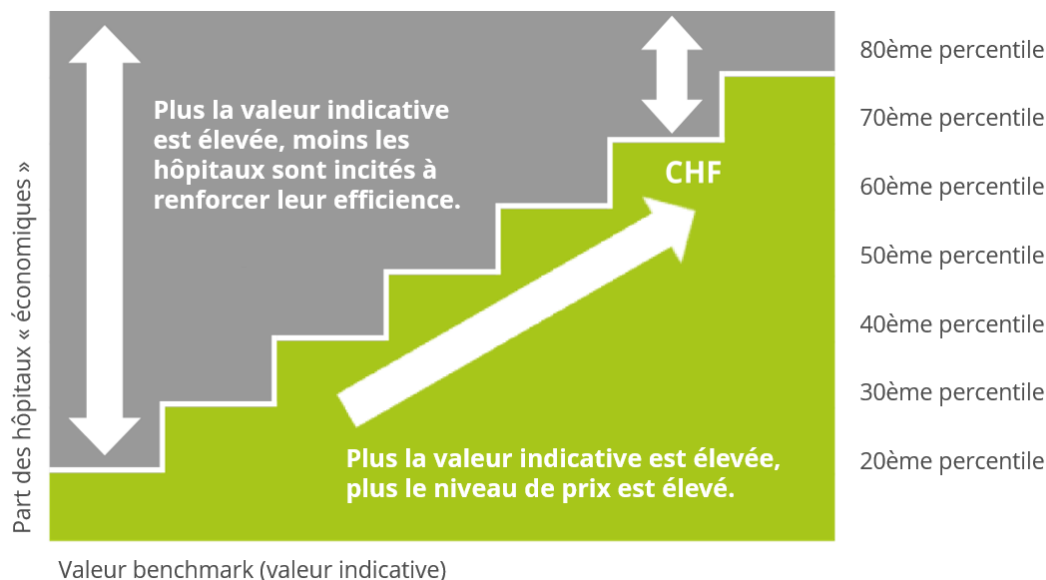 Plus la valeur indicative
est élevée, moins les
hôpitaux sont incités à
renforcer leur efficience.
CHF
Plus la valeur indicative est élevée,
plus le niveau de prix est élevé.
Part des hôpitaux « économiques »
80ème percentile
70ème percentile
60ème percentile
50ème percentile
40ème percentile
30ème percentile
20ème percentile
Valeur benchmark (valeur indicative)